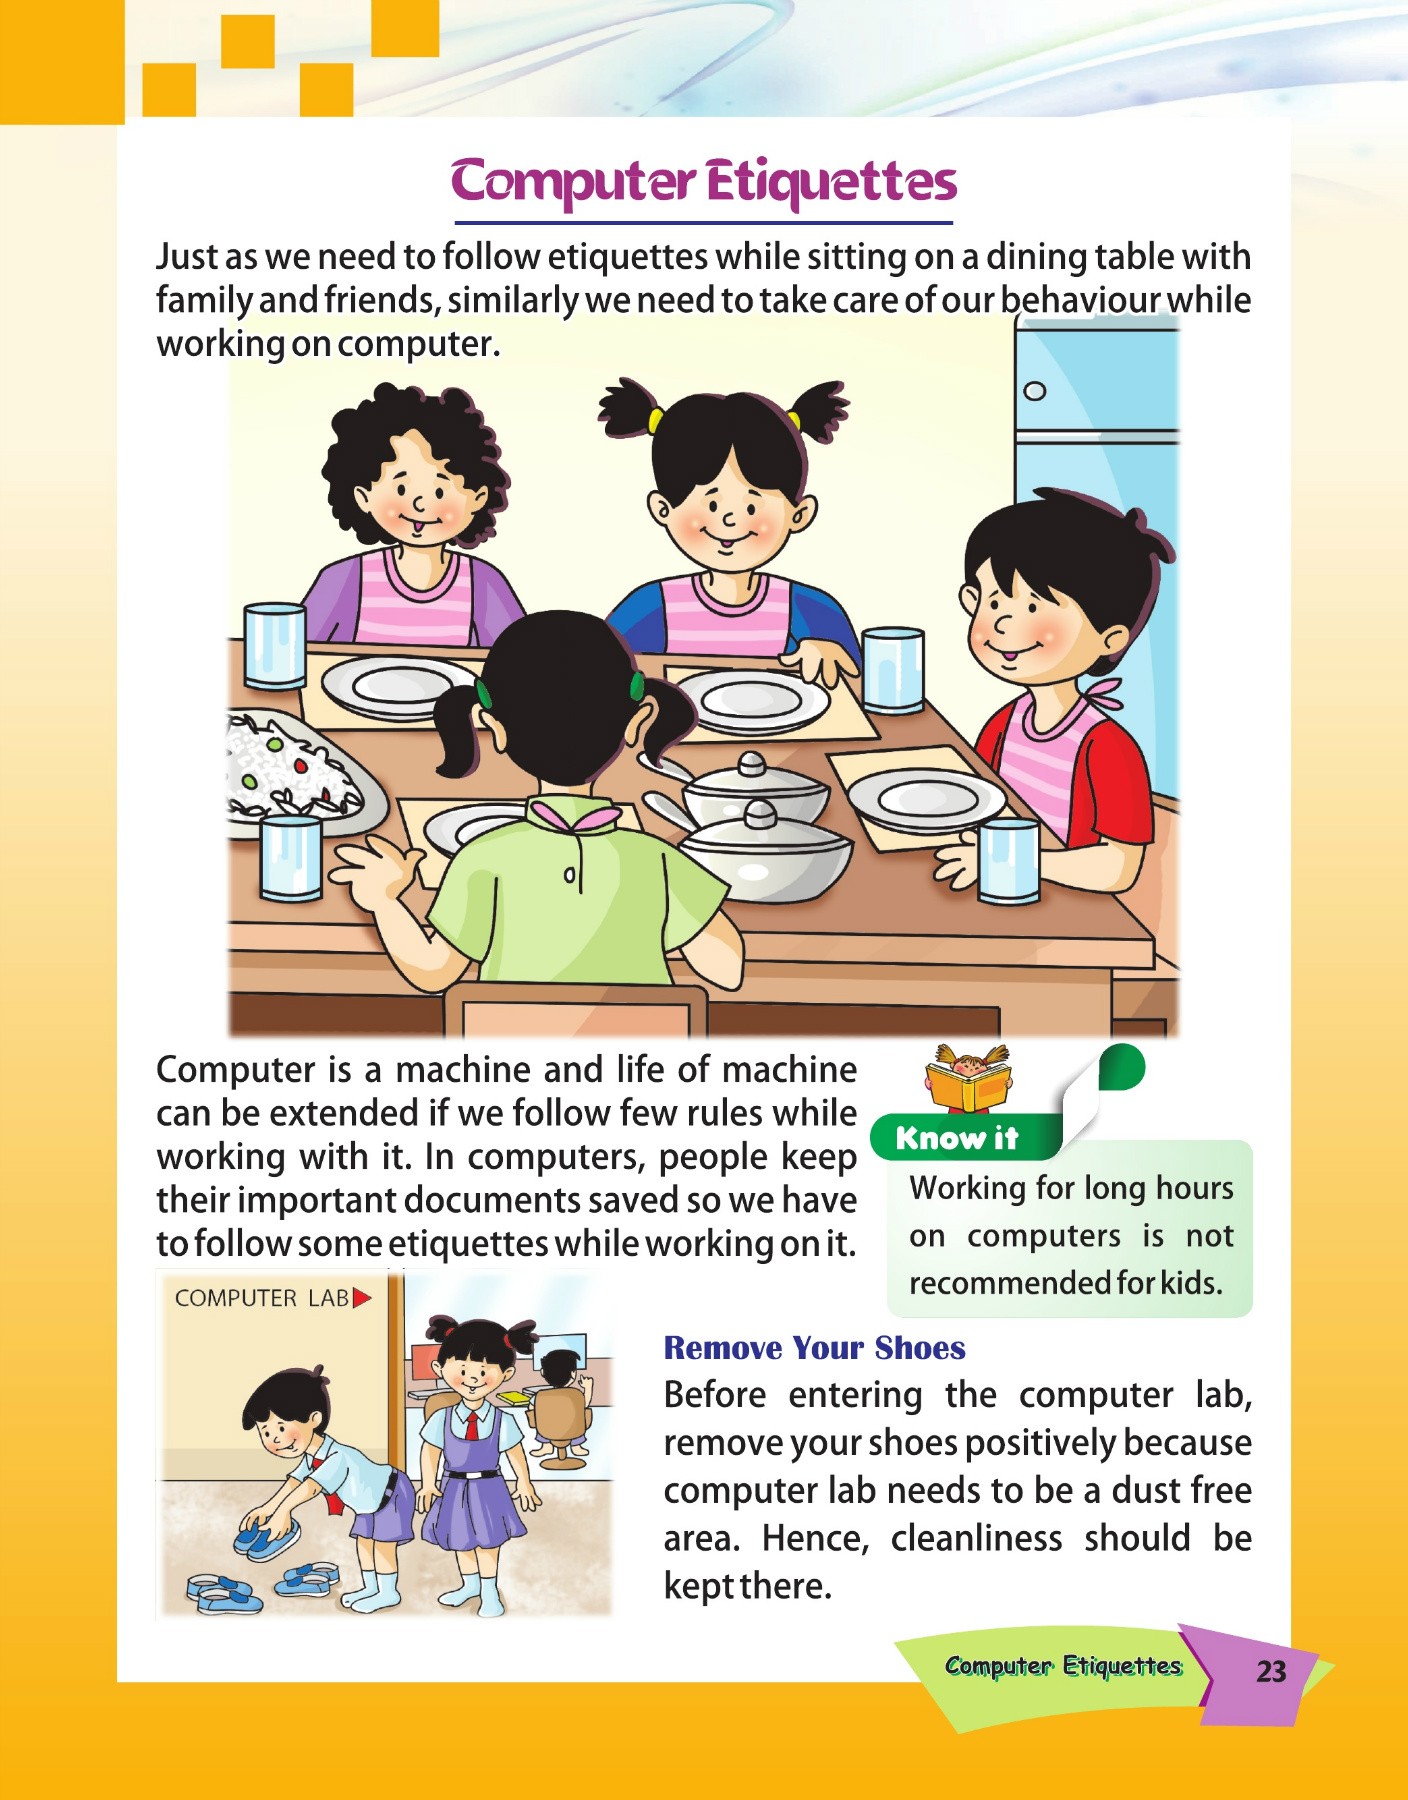 Computer Etiquettes
Just as we need to follow etiquettes while sitting on a dining table with
family and friends, similarly we need to take care of our behaviour while
working on computer.
Computer is a machine and life of machine
can be extended if we follow few rules while
working with it. In computers, people keep
their important documents saved so we have
to follow some etiquettes while working on it.
Know it
Working for long hours
on computers is not
recommended for kids.
COMPUTER LAB
Remove Your Shoes
Before entering the computer lab,
remove your shoes positively because
computer lab needs to be a dust free
area. Hence, cleanliness should be
kept there.
Computer Etiquettes 23